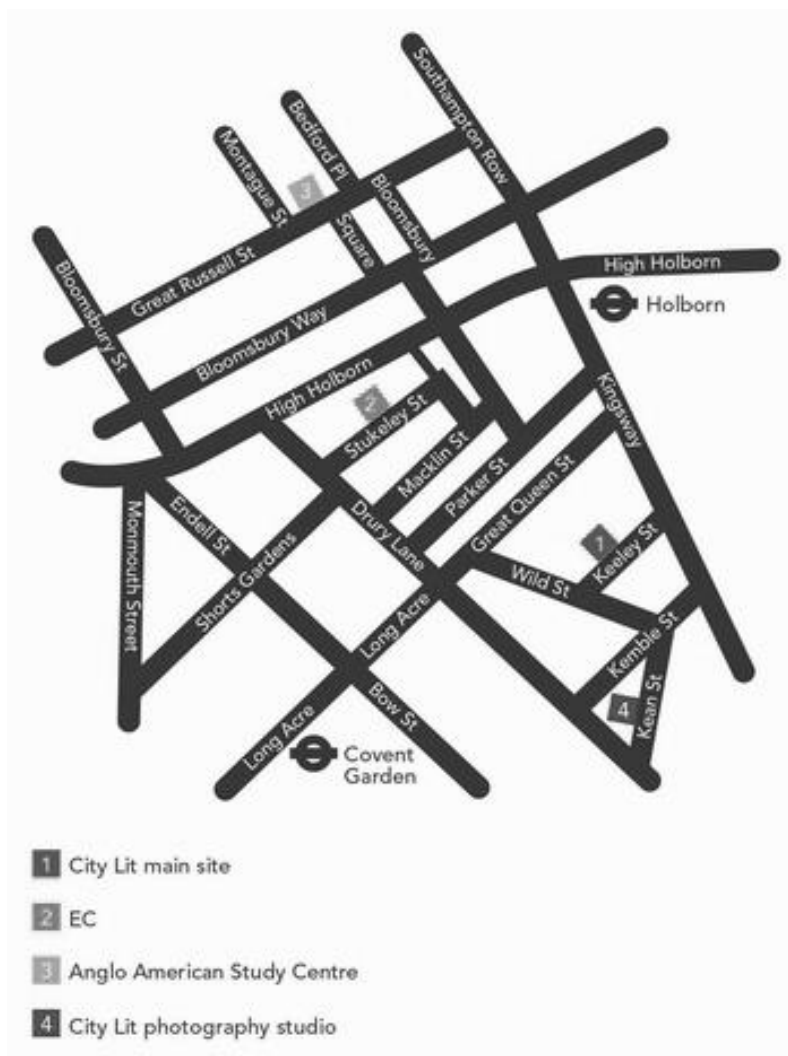 Southampton Row
Bedford Pl
Montague St
3
Bloomsbury
Square
Bloomsbury St
Great Russell St
High Holborn
Holborn
Bloomsbury Way
High Holborn
2
Stukeley St
Kingsway
Macklin St
Parker St
Great Queen St
Endell St
Monmouth Street
Drury Lane
Shorts Gardens
1
Keeley St
Wild St
Long Acre
Kemble St
Bow St
4
Kean St
Long Acre
Covent
Garden
1 City Lit main site
2 EC
3 Anglo American Study Centre
4 City Lit photography studio